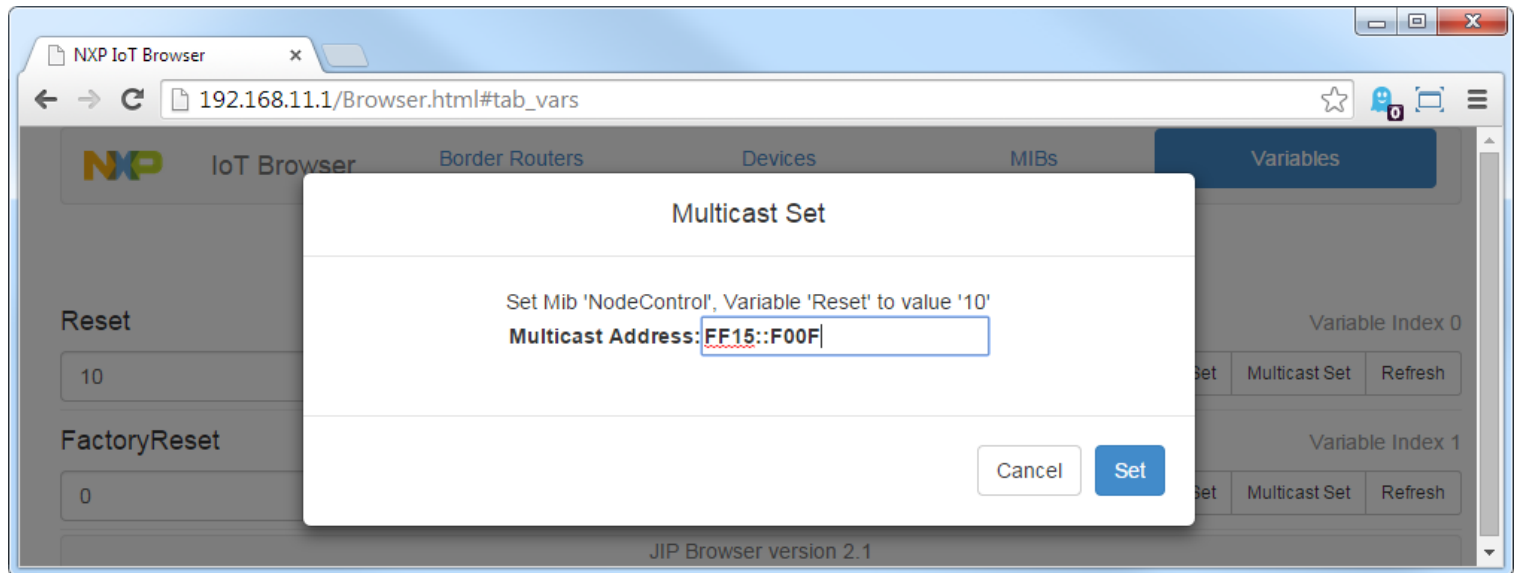 NXP IoT Browser
192.168.11.1/Browser.html#tab_vars
0
NXP IoT Browser Border Routers Devices MIBs Variables
Multicast Set
Set Mib 'NodeControl', Variable 'Reset' to value '10'
Multicast Address: FF15::F00F
Reset Variable Index 0
10 Set Multicast Set Refresh
FactoryReset Variable Index 1
Cancel Set
0 Set Multicast Set Refresh
JIP Browser version 2.1